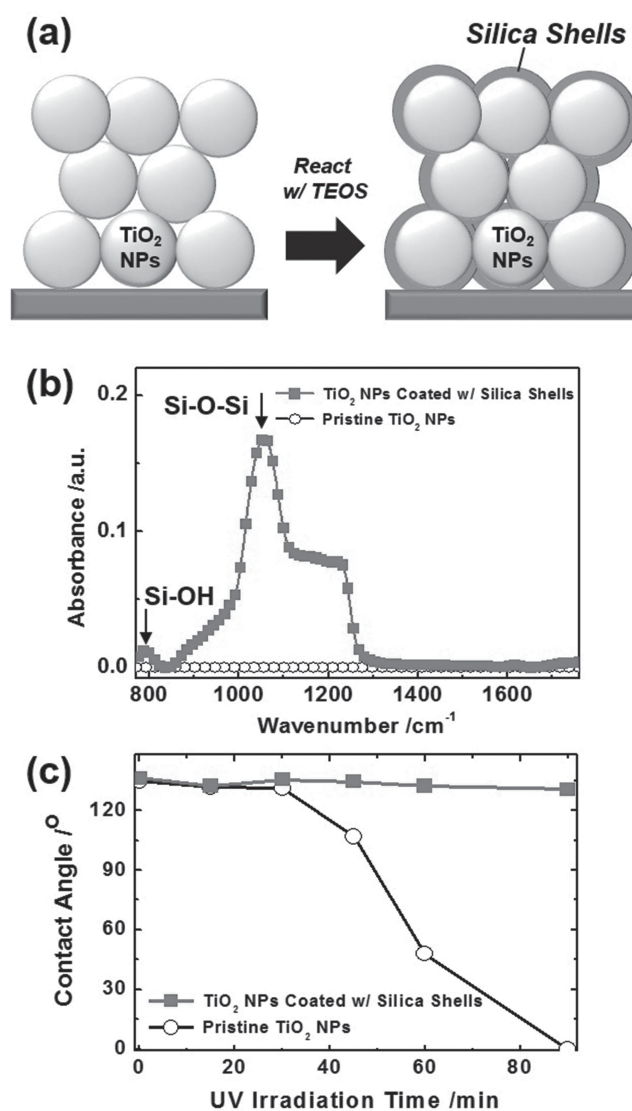 (a)
Silica Shells
React
w/ TEOS
TiO₂
NPs
TiO₂
NPs
(b)
0.2
0.1
0.0
Absorbance /a.u.
Si-O-Si
Si-OH
TiO₂ NPs Coated w/ Silica Shells
Pristine TiO₂ NPs
800 1000 1200 1400 1600
Wavenumber /cm⁻¹
(c)
120
90
60
30
0
Contact Angle /º
TiO₂ NPs Coated w/ Silica Shells
Pristine TiO₂ NPs
0 20 40 60 80
UV Irradiation Time /min